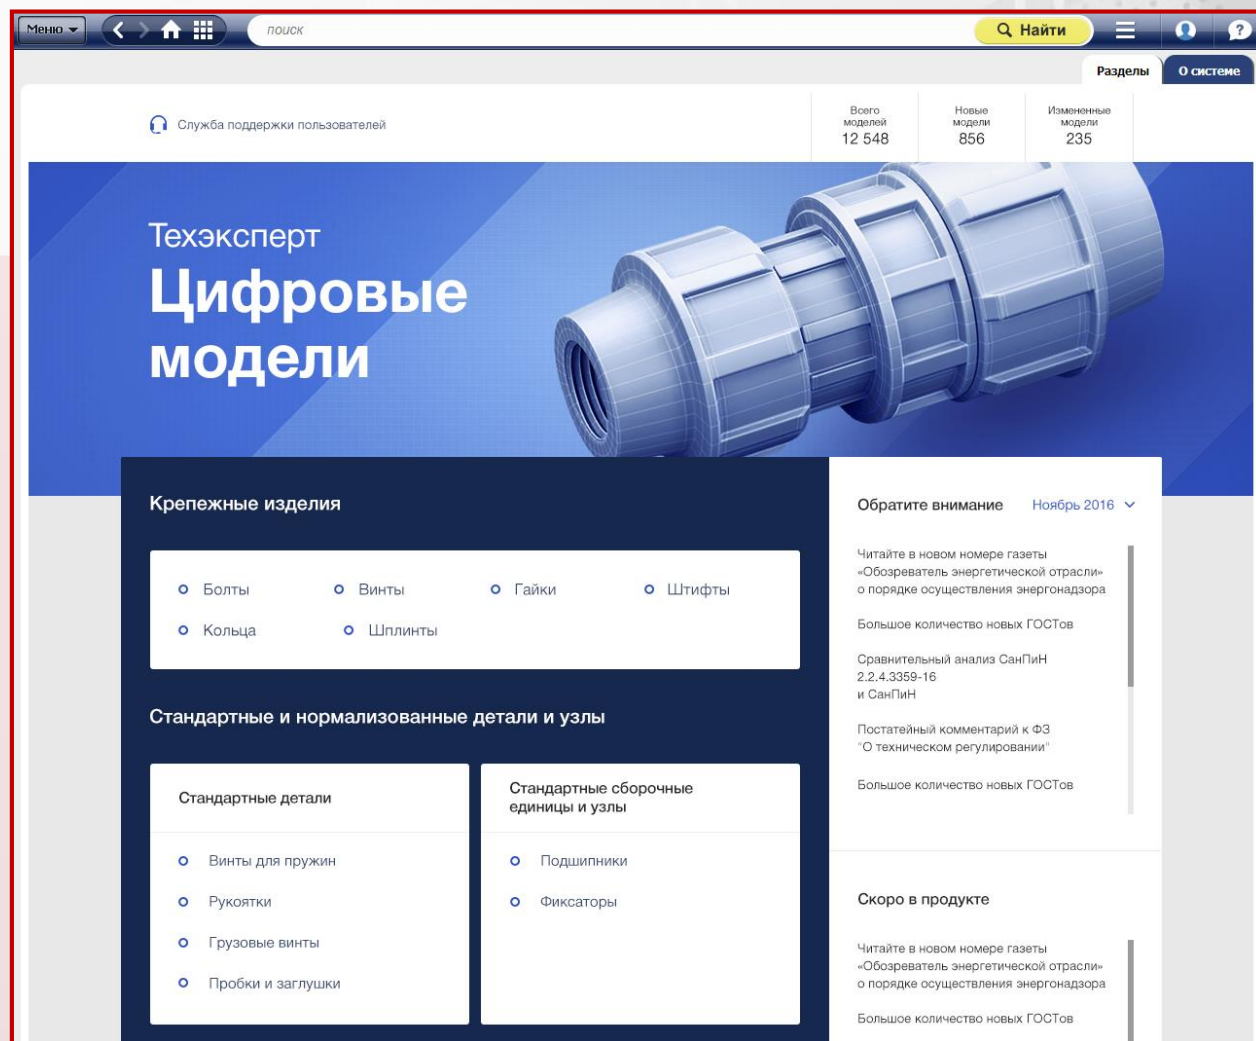 Меню
поиск
Найти
Разделы
О системе
Служба поддержки пользователей
Всего
моделей
12 548
Новые
модели
856
Измененные
модели
235
Техэксперт
Цифровые
модели
Крепежные изделия
Болты
Винты
Гайки
Штифты
Кольца
Шплинты
Стандартные и нормализованные детали и узлы
Стандартные детали
Винты для пружин
Рукоятки
Грузовые винты
Пробки и заглушки
Стандартные сборочные
единицы и узлы
Подшипники
Фиксаторы
Обратите внимание
Ноябрь 2016
Читайте в новом номере газеты
«Обозреватель энергетической отрасли»
о порядке осуществления энергонадзора
Большое количество новых ГОСТов
Сравнительный анализ СанПиН
2.2.4.3359-16
и СанПиН
Постатейный комментарий к ФЗ
"О техническом регулировании"
Большое количество новых ГОСТов
Скоро в продукте
Читайте в новом номере газеты
«Обозреватель энергетической отрасли»
о порядке осуществления энергонадзора
Большое количество новых ГОСТов